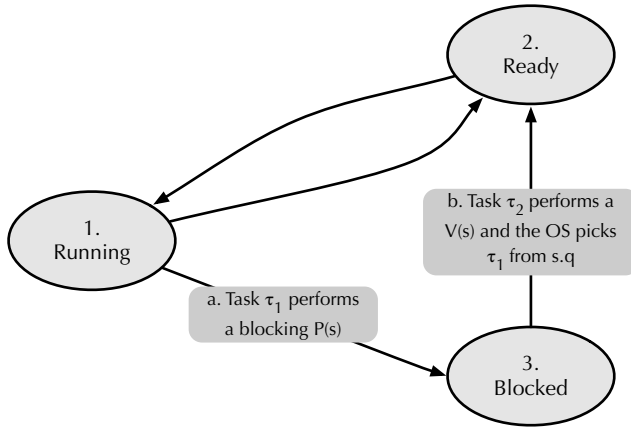 2.
Ready
1.
Running
b. Task τ2 performs a
V(s) and the OS picks
τ1 from s.q
a. Task τ1 performs
a blocking P(s)
3.
Blocked